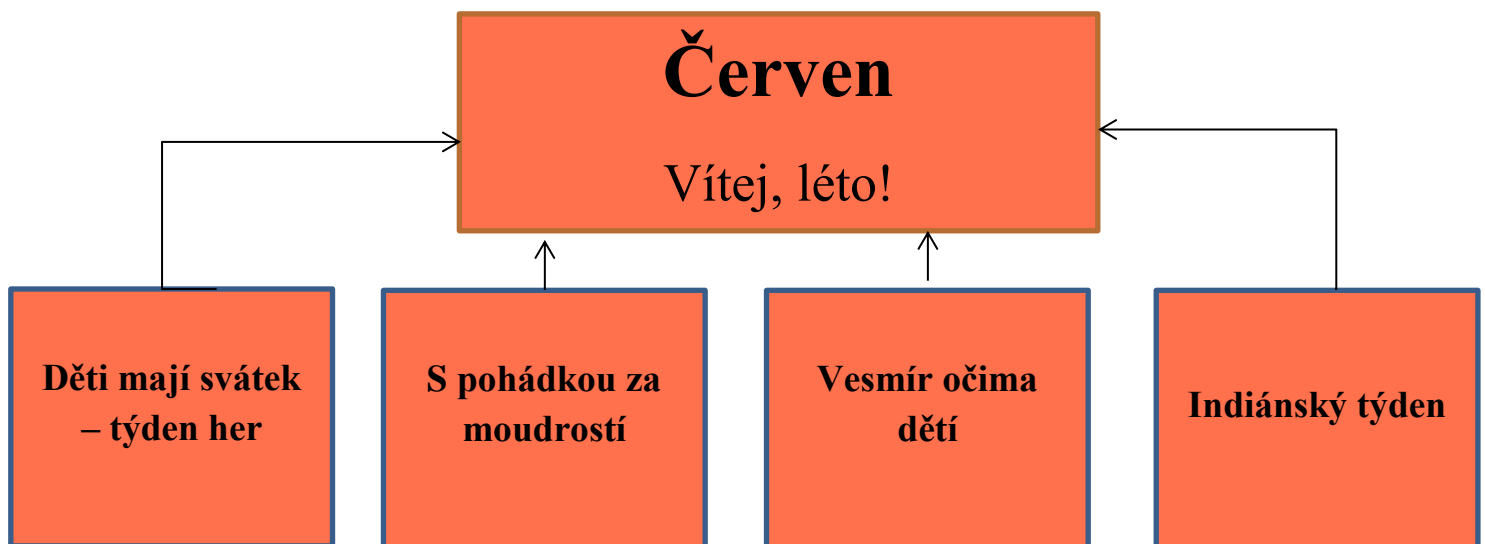 Červen
Vítej, léto!
Děti mají svátek
– týden her
S pohádkou za
moudrostí
Vesmír očima
dětí
Indiánský týden